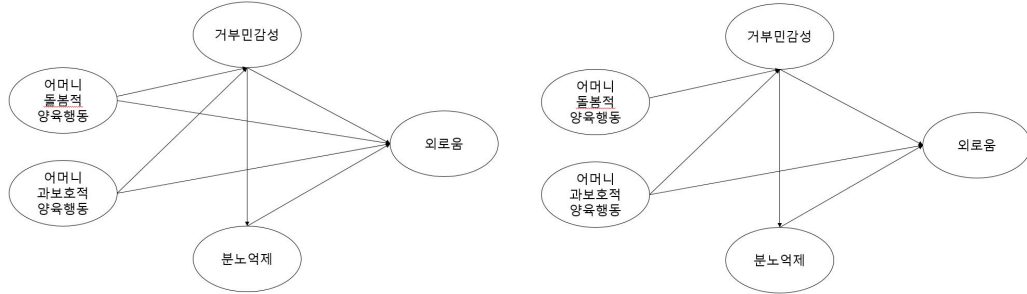 거부민감성
어머니
돌봄적
양육행동
외로움
어머니
과보호적
양육행동
분노억제
거부민감성
어머니
돌봄적
양육행동
외로움
어머니
과보호적
양육행동
분노억제